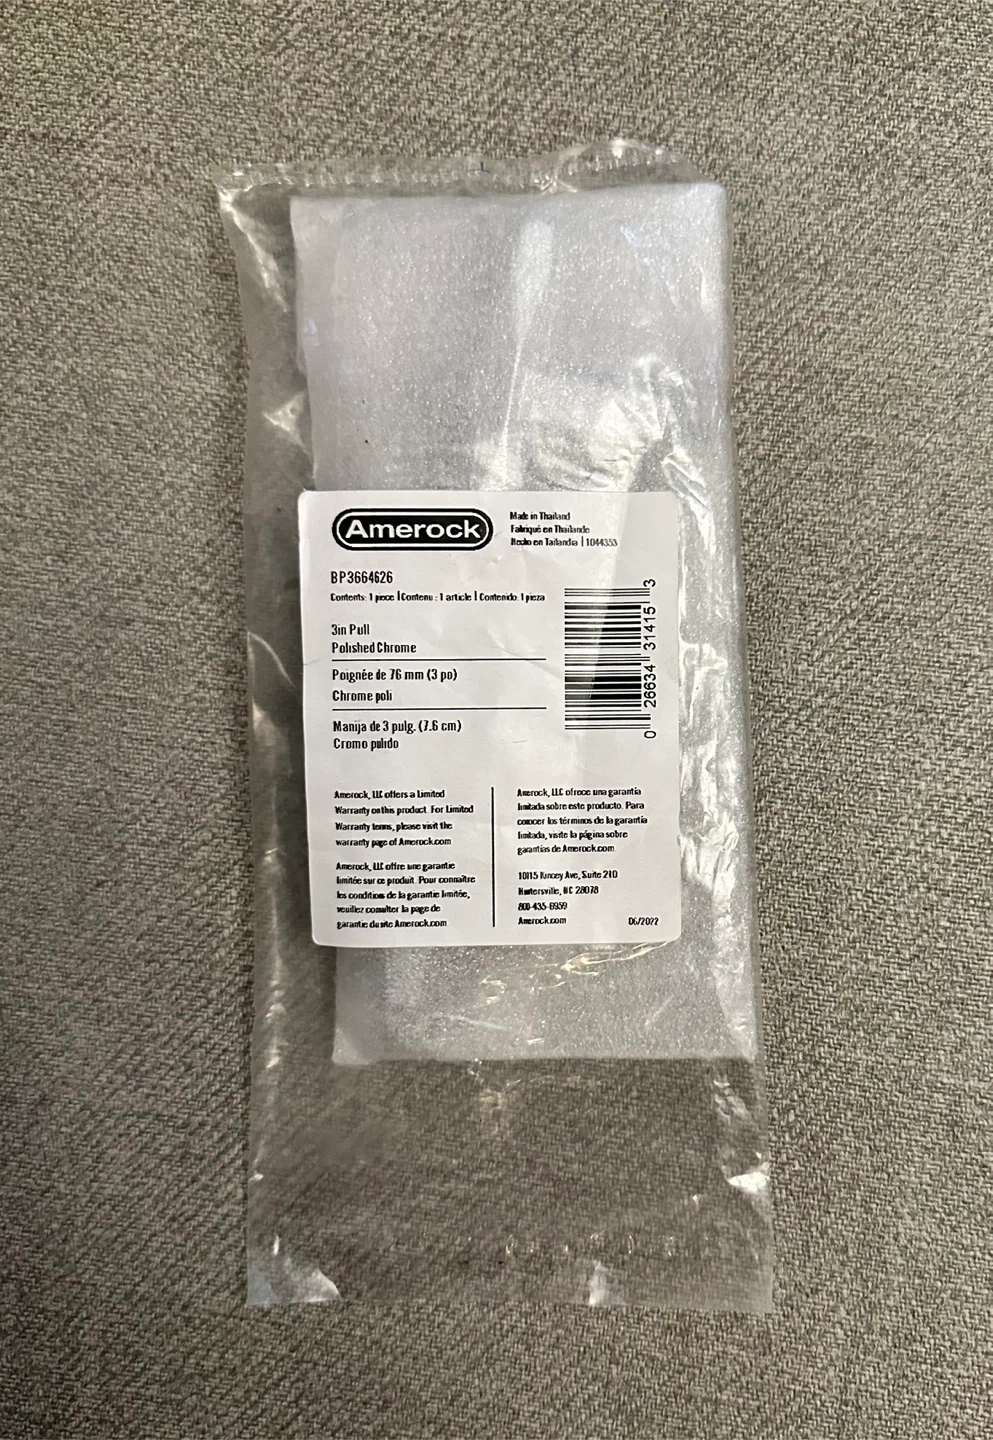 Amerock
Made in Thailand
Fabriqué en Thaïlande
Hecho en Tailandia | 1044353
BP3664626
Contents: 1 piece | Contenu : 1 article | Contenido: 1 pieza
3in Pull
Polished Chrome
Poignée de 76 mm (3 po)
Chrome poli
Manija de 3 pulg. (7.6 cm)
Cromo pulido
0 26634 31415 3
Amerock, LLC offers a Limited
Warranty on this product. For Limited
Warranty terms, please visit the
warranty page of Amerock.com
Amerock, LLC offre une garantie
limitée sur ce produit. Pour connaître
les conditions de la garantie limitée,
veuillez consulter la page de
garantie du site Amerock.com.
Amerock, LLC ofrece una garantía
limitada sobre este producto. Para
conocer los términos de la garantía
limitada, visite la página sobre
garantías de Amerock.com
10115 Kincey Ave, Suite 210
Huntersville, NC 28078
800-435-6959
Amerock.com
06/2022